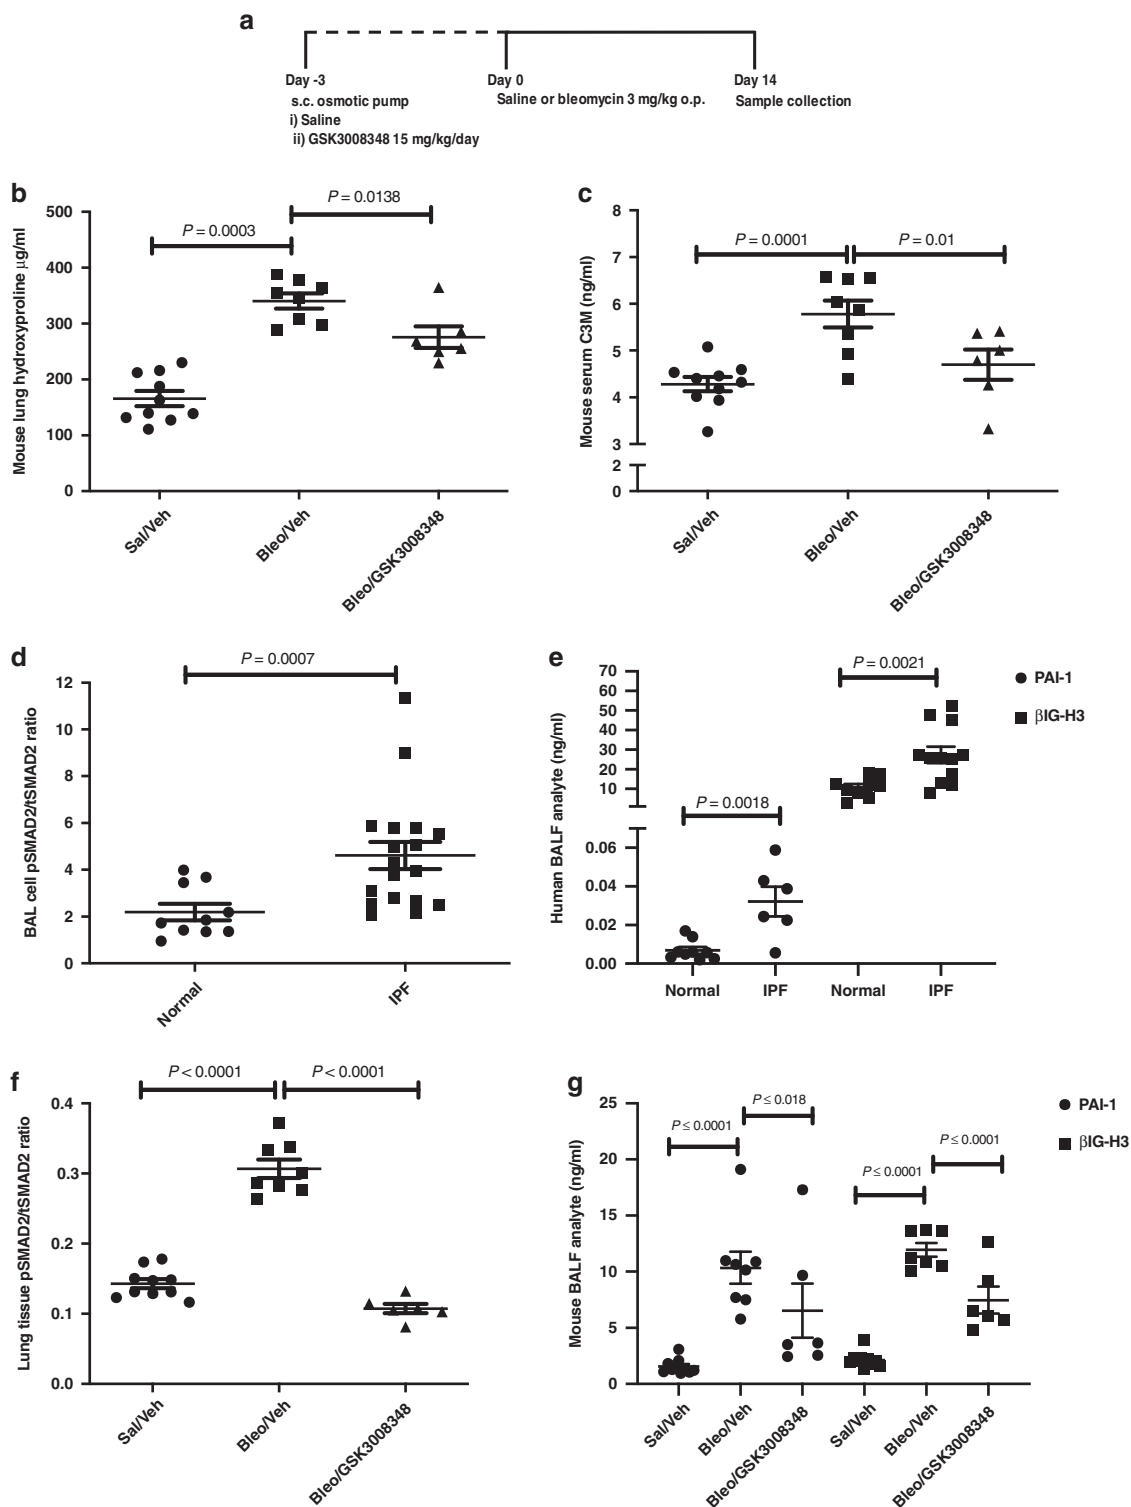 a
Day -3
s.c. osmotic pump
i) Saline
ii) GSK3008348 15 mg/kg/day
Day 0
Saline or bleomycin 3 mg/kg o.p.
Day 14
Sample collection
b
Mouse lung hydroxyproline μg/ml
500
400
300
200
100
0
P = 0.0003
P = 0.0138
Sal/Veh
Bleo/Veh
Bleo/GSK3008348
c
Mouse serum C3M (ng/ml)
8
7
6
5
4
3
2
0
P = 0.0001
P = 0.01
Sal/Veh
Bleo/Veh
Bleo/GSK3008348
d
BAL cell pSMAD2/tSMAD2 ratio
12
10
8
6
4
2
0
P = 0.0007
Normal
IPF
e
Human BALF analyte (ng/ml)
70
60
50
40
30
20
10
0.06
0.04
0.02
0.00
P = 0.0018
P = 0.0021
Normal
IPF
Normal
IPF
PAI-1
βIG-H3
f
Lung tissue pSMAD2/tSMAD2 ratio
0.4
0.3
0.2
0.1
0.0
P < 0.0001
P < 0.0001
Sal/Veh
Bleo/Veh
Bleo/GSK3008348
g
Mouse BALF analyte (ng/ml)
25
20
15
10
5
0
P ≤ 0.0001
P ≤ 0.018
P ≤ 0.0001
P ≤ 0.0001
Sal/Veh
Bleo/Veh
Bleo/GSK3008348
Sal/Veh
Bleo/Veh
Bleo/GSK3008348
PAI-1
βIG-H3